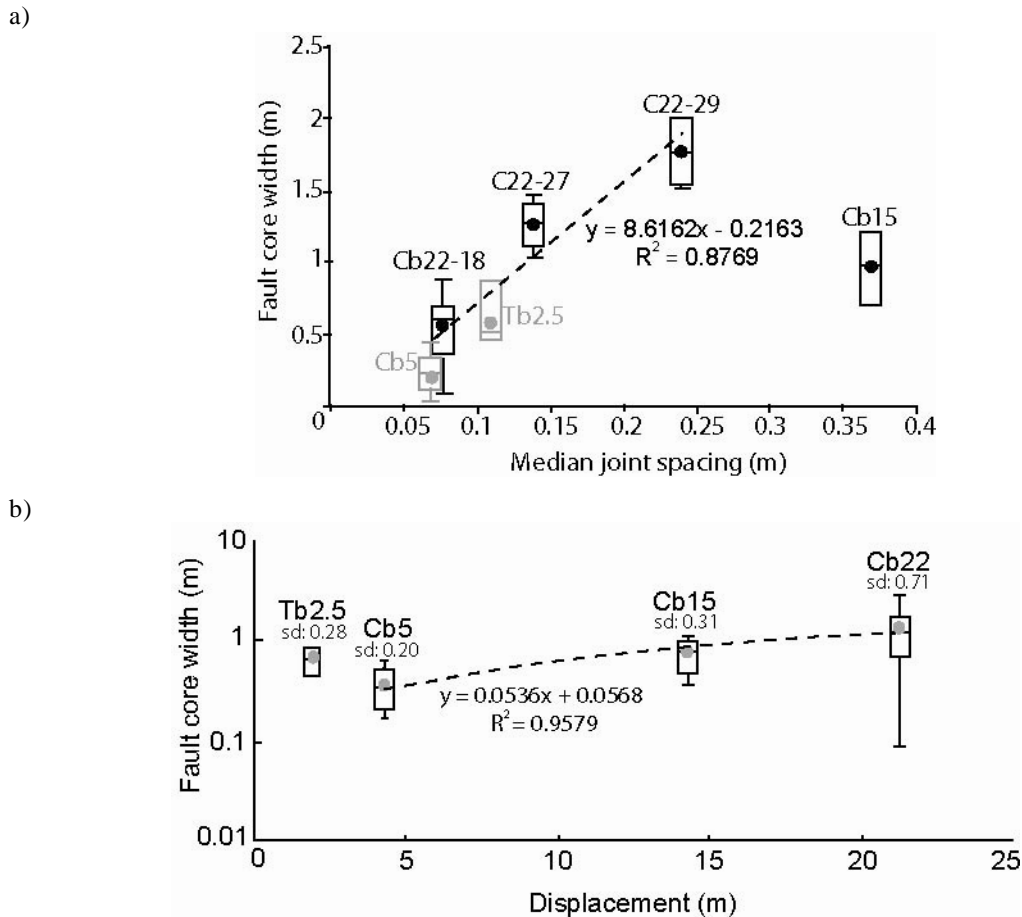 a)
2.5
2
1.5
1
0.5
0
0.05
0.1
0.15
0.2
0.25
0.3
0.35
0.4
Fault core width (m)
Median joint spacing (m)
C22-29
C22-27
Cb15
Cb22-18
Tb2.5
Cb5
y = 8.6162x - 0.2163
R² = 0.8769
b)
10
1
0.1
0.01
0
5
10
15
20
25
Fault core width (m)
Displacement (m)
Tb2.5
sd: 0.28
Cb5
sd: 0.20
Cb15
sd: 0.31
Cb22
sd: 0.71
y = 0.0536x + 0.0568
R² = 0.9579